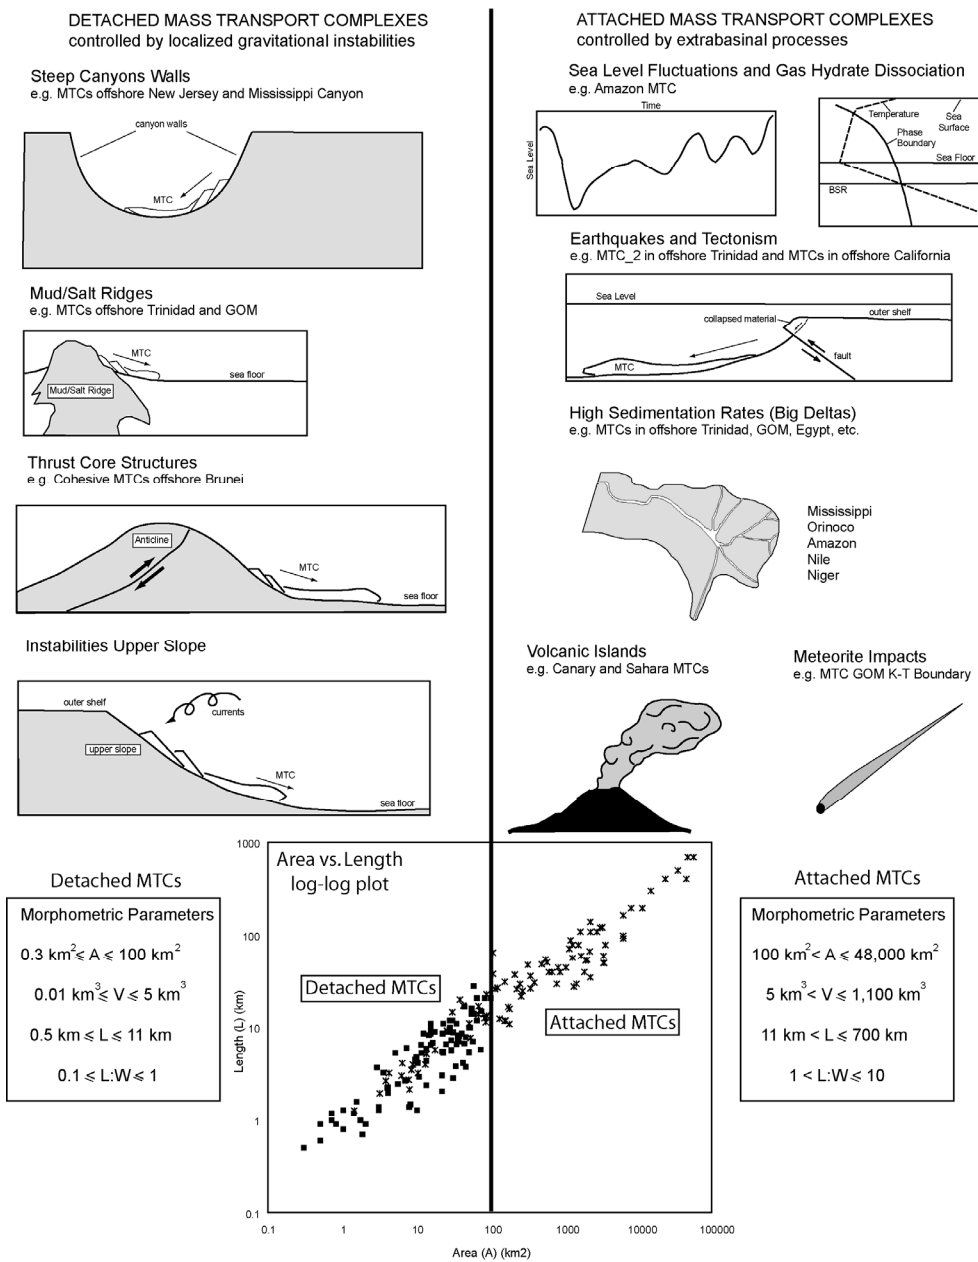 DETACHED MASS TRANSPORT COMPLEXES
controlled by localized gravitational instabilities
Steep Canyons Walls
e.g. MTCs offshore New Jersey and Mississippi Canyon
canyon walls
MTC
Mud/Salt Ridges
e.g. MTCs offshore Trinidad and GOM
MTC
sea floor
Mud/Salt Ridge
Thrust Core Structures
e.g. Cohesive MTCs offshore Brunei
Anticline
MTC
sea floor
Instabilities Upper Slope
outer shelf
currents
upper slope
MTC
sea floor
ATTACHED MASS TRANSPORT COMPLEXES
controlled by extrabasinal processes
Sea Level Fluctuations and Gas Hydrate Dissociation
e.g. Amazon MTC
Time
Sea Level
Temperature
Sea
Surface
Phase
Boundary
Sea Floor
BSR
Earthquakes and Tectonism
e.g. MTC_2 in offshore Trinidad and MTCs in offshore California
Sea Level
collapsed material
outer shelf
fault
MTC
High Sedimentation Rates (Big Deltas)
e.g. MTCs in offshore Trinidad, GOM, Egypt, etc.
Mississippi
Orinoco
Amazon
Nile
Niger
Volcanic Islands
e.g. Canary and Sahara MTCs
Meteorite Impacts
e.g. MTC GOM K-T Boundary
Detached MTCs
Morphometric Parameters
0.3 km²⩽ A ⩽ 100 km²
0.01 km³⩽ V ⩽ 5 km³
0.5 km ⩽ L ⩽ 11 km
0.1 ⩽ L:W ⩽ 1
Area vs. Length
log-log plot
Detached MTCs
Attached MTCs
Length (L) (km)
1000
100
10
1
0.1
0.1 1 10 100 1000 10000 100000
Area (A) (km2)
Attached MTCs
Morphometric Parameters
100 km²< A ⩽ 48,000 km²
5 km³< V ⩽ 1,100 km³
11 km < L ⩽ 700 km
1 < L:W ⩽ 10